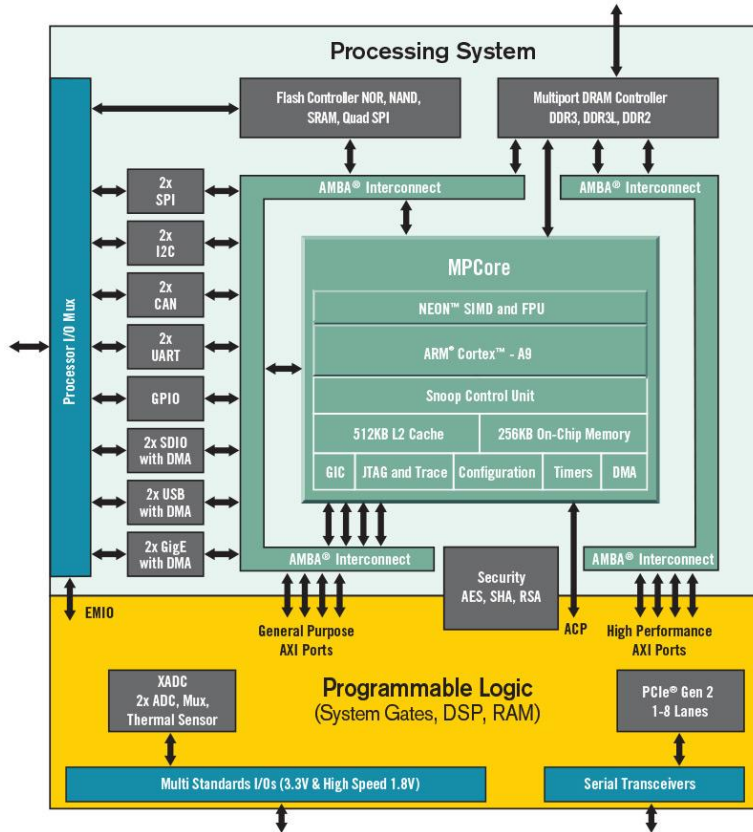 Processing System
Flash Controller NOR, NAND,
SRAM, Quad SPI
Multiport DRAM Controller
DDR3, DDR3L, DDR2
AMBA® Interconnect
AMBA® Interconnect
Processor I/O Mux
2x
SPI
2x
I2C
2x
CAN
2x
UART
GPIO
2x SDIO
with DMA
2x USB
with DMA
2x GigE
with DMA
MPCore
NEON™ SIMD and FPU
ARM® Cortex™ - A9
Snoop Control Unit
512KB L2 Cache
256KB On-Chip Memory
GIC
JTAG and Trace
Configuration
Timers
DMA
AMBA® Interconnect
AMBA® Interconnect
Security
AES, SHA, RSA
EMIO
General Purpose
AXI Ports
ACP
High Performance
AXI Ports
XADC
2x ADC, Mux,
Thermal Sensor
Programmable Logic
(System Gates, DSP, RAM)
PCIe® Gen 2
1-8 Lanes
Multi Standards I/Os (3.3V & High Speed 1.8V)
Serial Transceivers